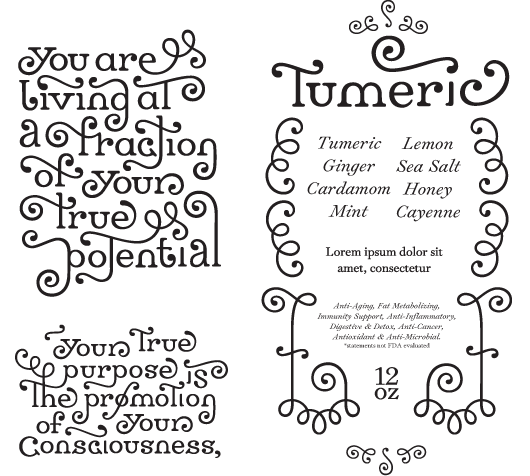 You are
living at
a fraction
of your
true
potential
your True
purpose is
The promotion
of your
Consciousness,
Tumeric
Tumeric Lemon
Ginger Sea Salt
Cardamom Honey
Mint Cayenne
Lorem ipsum dolor sit
amet, consectetur
Anti-Aging, Fat Metabolizing,
Immunity Support, Anti-Inflammatory,
Digestive & Detox, Anti-Cancer,
Antioxidant & Anti-Microbial.
*statements not FDA evaluated
12
oz